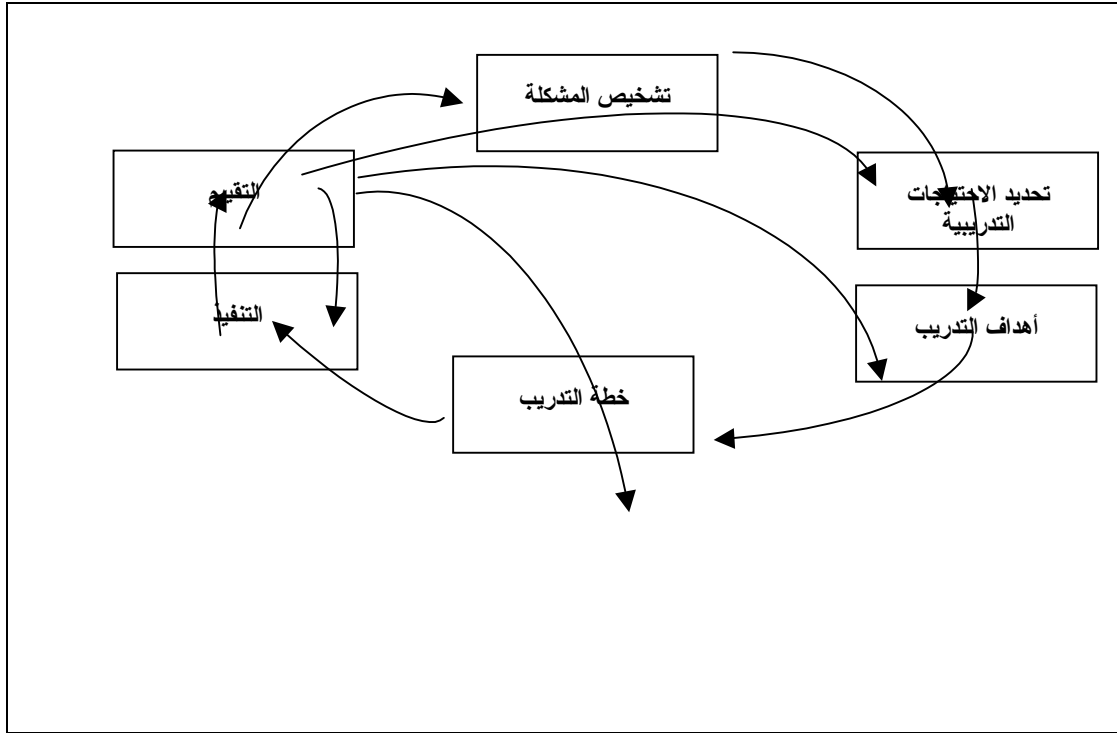 تشخيص المشكلة
تحديد الاحتياجات
التدريبية
أهداف التدريب
خطة التدريب
التنفيذ
التقييم